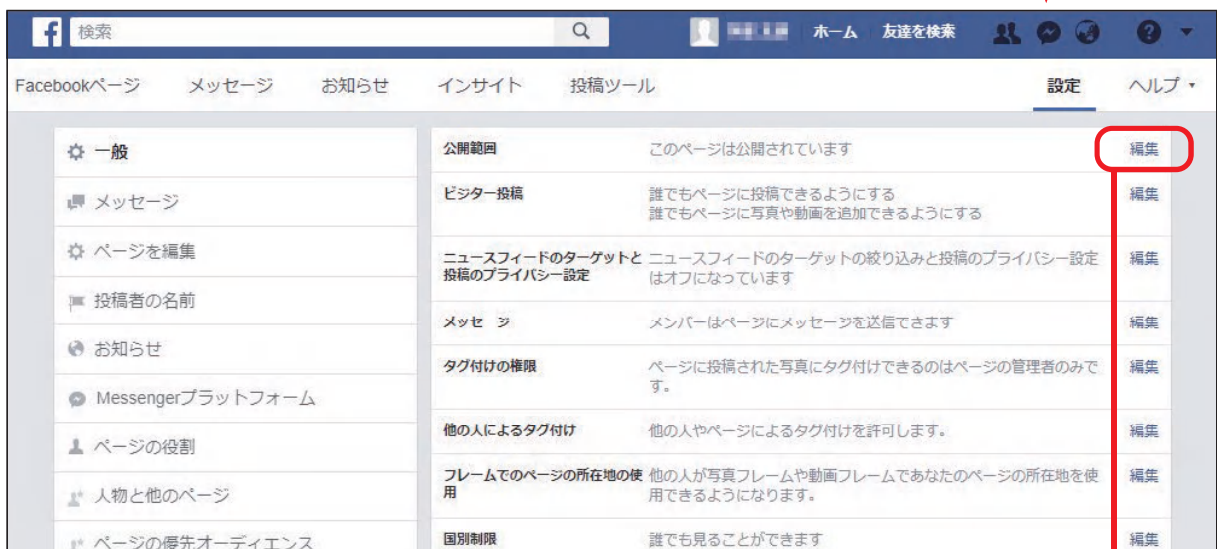 検索
ホーム 友達を検索
Facebookページ メッセージ お知らせ インサイト 投稿ツール 設定 ヘルプ
一般
メッセージ
ページを編集
投稿者の名前
お知らせ
Messengerプラットフォーム
ページの役割
人物と他のページ
ページの優先オーディエンス
公開範囲 このページは公開されています 編集
ビジター投稿 誰でもページに投稿できるようにする 編集
誰でもページに写真や動画を追加できるようにする
ニュースフィードのターゲットと ニュースフィードのターゲットの絞り込みと投稿のプライバシー設定 編集
投稿のプライバシー設定 はオフになっています
メッセージ メンバーはページにメッセージを送信できます 編集
タグ付けの権限 ページに投稿された写真にタグ付けできるのはページの管理者のみで 編集
す。
他の人によるタグ付け 他の人やページによるタグ付けを許可します。 編集
フレームでのページの所在地の使 他の人が写真フレームや動画フレームであなたのページの所在地を使 編集
用 用できるようになります。
国別制限 誰でも見ることができます 編集